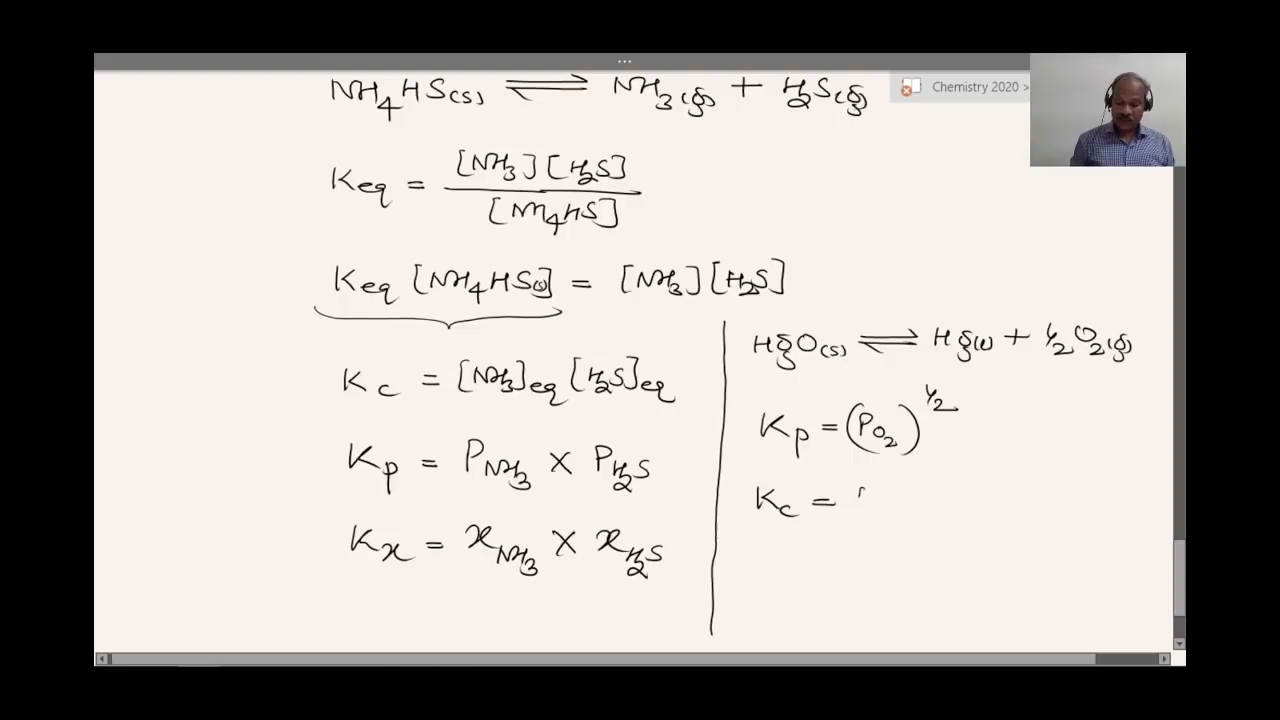 NH4HS(s) ⇌ NH3(g) + H2S(g)
Chemistry 2020 >
Keq = [NH3][H2S] / [NH4HS]
Keq [NH4HS(s)] = [NH3][H2S]
Kc = [NH3]eq [H2S]eq
Kp = PNH3 × PH2S
Kx = xNH3 × xH2S
HgO(s) ⇌ Hg(l) + 1/2 O2(g)
Kp = (PO2)^1/2
Kc =